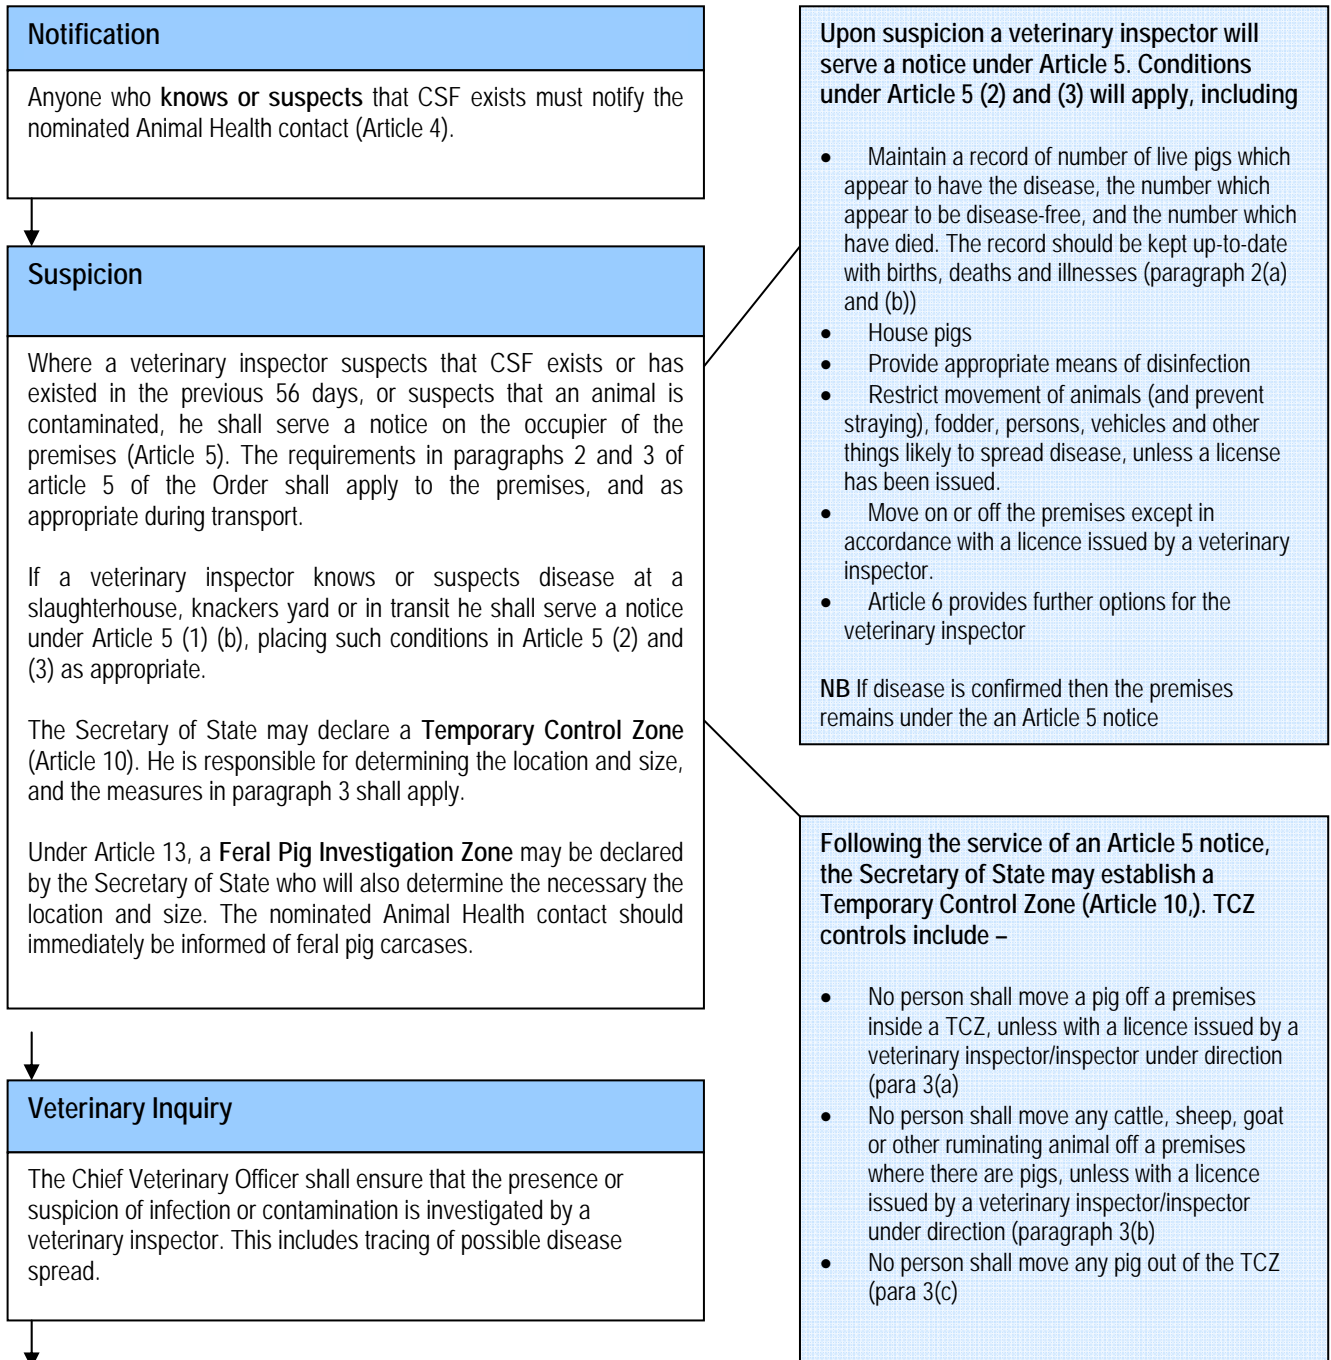 Notification
Anyone who knows or suspects that CSF exists must notify the
nominated Animal Health contact (Article 4).
Suspicion
Where a veterinary inspector suspects that CSF exists or has
existed in the previous 56 days, or suspects that an animal is
contaminated, he shall serve a notice on the occupier of the
premises (Article 5). The requirements in paragraphs 2 and 3 of
article 5 of the Order shall apply to the premises, and as
appropriate during transport.
If a veterinary inspector knows or suspects disease at a
slaughterhouse, knackers yard or in transit he shall serve a notice
under Article 5 (1) (b), placing such conditions in Article 5 (2) and
(3) as appropriate.
The Secretary of State may declare a Temporary Control Zone
(Article 10). He is responsible for determining the location and size,
and the measures in paragraph 3 shall apply.
Under Article 13, a Feral Pig Investigation Zone may be declared
by the Secretary of State who will also determine the necessary the
location and size. The nominated Animal Health contact should
immediately be informed of feral pig carcases.
Veterinary Inquiry
The Chief Veterinary Officer shall ensure that the presence or
suspicion of infection or contamination is investigated by a
veterinary inspector. This includes tracing of possible disease
spread.
Upon suspicion a veterinary inspector will
serve a notice under Article 5. Conditions
under Article 5 (2) and (3) will apply, including
• Maintain a record of number of live pigs which
appear to have the disease, the number which
appear to be disease-free, and the number which
have died. The record should be kept up-to-date
with births, deaths and illnesses (paragraph 2(a)
and (b))
• House pigs
• Provide appropriate means of disinfection
• Restrict movement of animals (and prevent
straying), fodder, persons, vehicles and other
things likely to spread disease, unless a license
has been issued.
• Move on or off the premises except in
accordance with a licence issued by a veterinary
inspector.
• Article 6 provides further options for the
veterinary inspector
NB If disease is confirmed then the premises
remains under the an Article 5 notice
Following the service of an Article 5 notice,
the Secretary of State may establish a
Temporary Control Zone (Article 10,). TCZ
controls include –
• No person shall move a pig off a premises
inside a TCZ, unless with a licence issued by a
veterinary inspector/inspector under direction
(para 3(a)
• No person shall move any cattle, sheep, goat
or other ruminating animal off a premises
where there are pigs, unless with a licence
issued by a veterinary inspector/inspector
under direction (paragraph 3(b)
• No person shall move any pig out of the TCZ
(para 3(c)